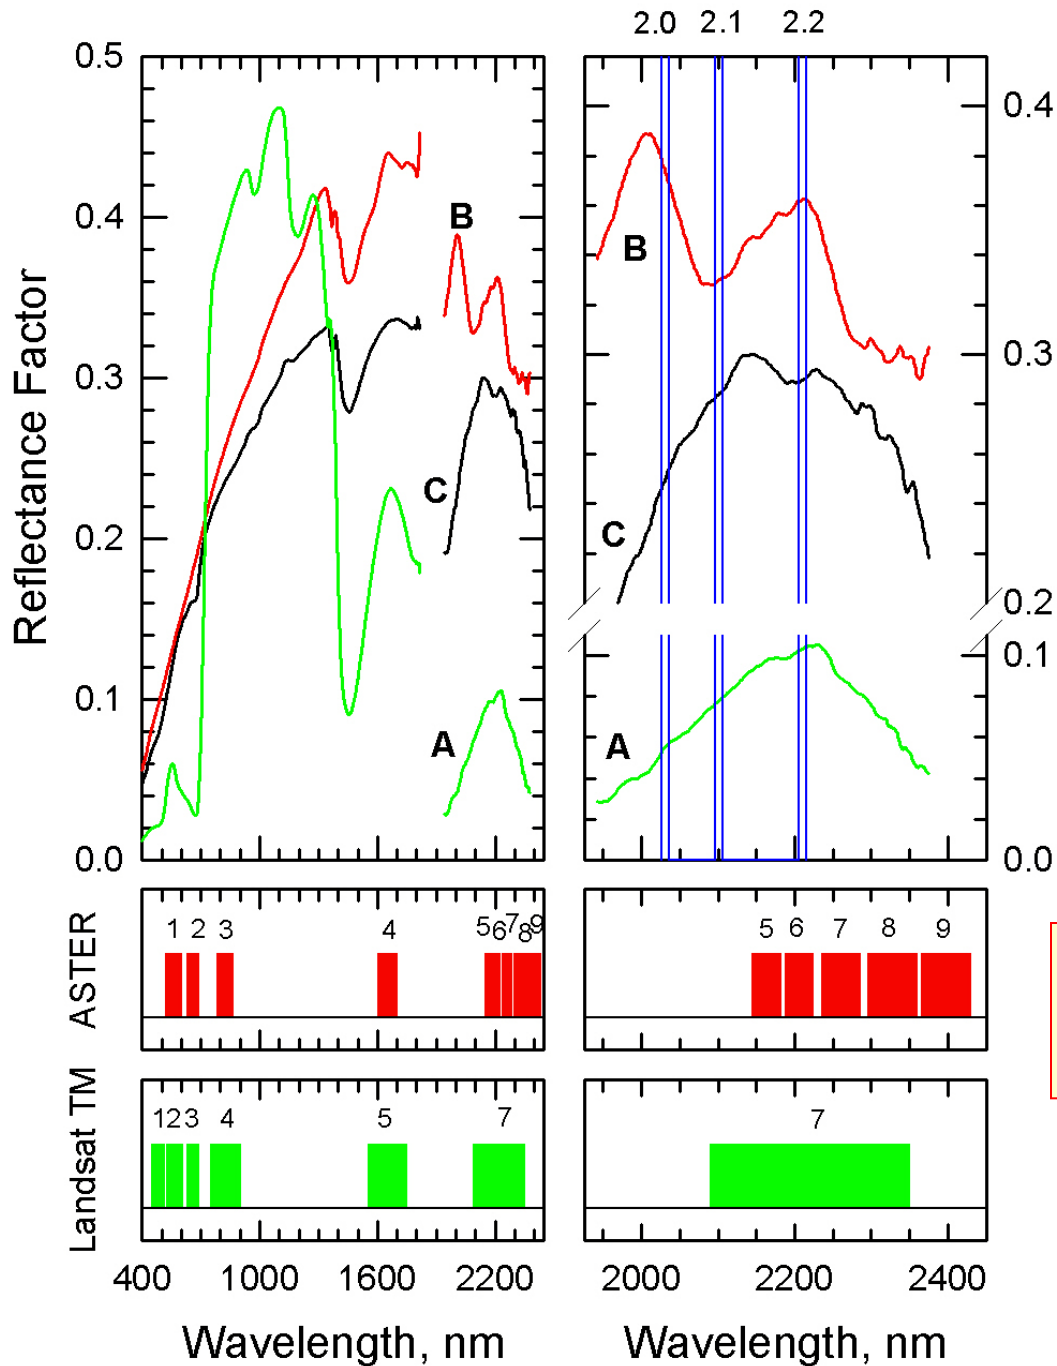 2.0 2.1 2.2
0.5
0.4
0.3
0.2
0.1
0.0
Reflectance Factor
B
C
A
0.4
0.3
0.2
0.1
0.0
B
C
A
ASTER
1 2 3 4 5 6 7 8 9
5 6 7 8 9
Landsat TM
1 2 3 4 5 7
7
400 1000 1600 2200
2000 2200 2400
Wavelength, nm
Wavelength, nm